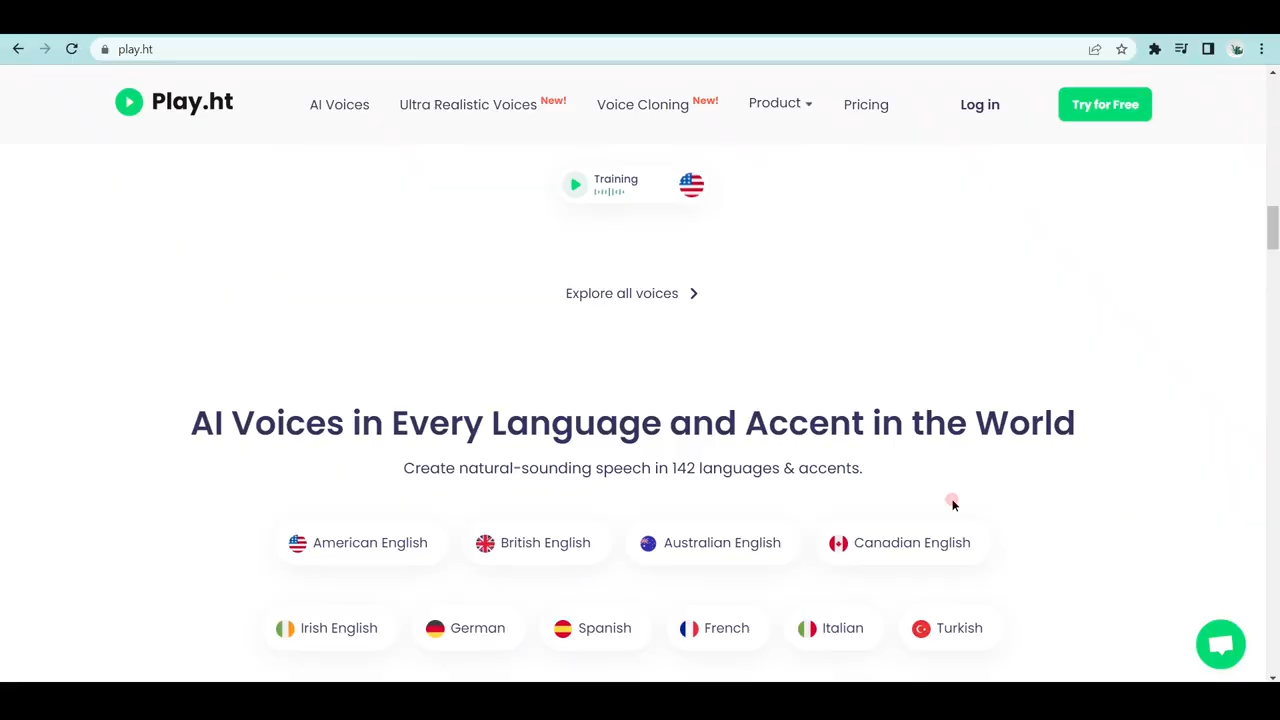 play.ht
Play.ht
AI Voices
Ultra Realistic Voices New!
Voice Cloning New!
Product
Pricing
Log in
Try for Free
Training
Explore all voices
AI Voices in Every Language and Accent in the World
Create natural-sounding speech in 142 languages & accents.
American English
British English
Australian English
Canadian English
Irish English
German
Spanish
French
Italian
Turkish